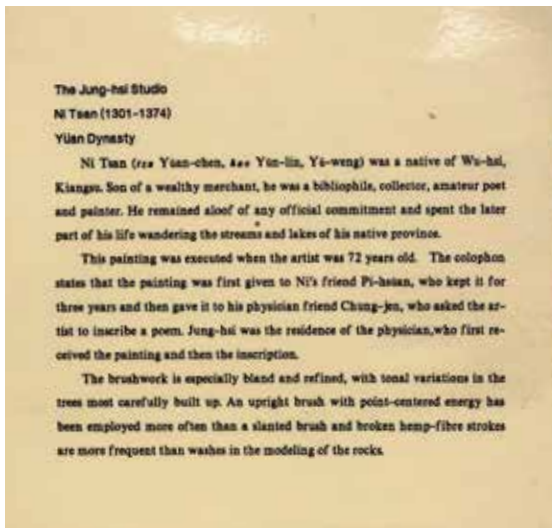 The Jung-hsi Studio
Ni Tsan (1301-1374)
Yüan Dynasty
Ni Tsan (tzu Yüan-chen, hao Yün-lin, Yü-weng) was a native of Wu-hsi,
Kiangsu. Son of a wealthy merchant, he was a bibliophile, collector, amateur poet
and painter. He remained aloof of any official commitment and spent the later
part of his life wandering the streams and lakes of his native province.
This painting was executed when the artist was 72 years old. The colophon
states that the painting was first given to Ni's friend Pi-hsian, who kept it for
three years and then gave it to his physician friend Chung-jen, who asked the ar-
tist to inscribe a poem. Jung-hsi was the residence of the physician,who first re-
ceived the painting and then the inscription.
The brushwork is especially bland and refined, with tonal variations in the
trees most carefully built up. An upright brush with point-centered energy has
been employed more often than a slanted brush and broken hemp-fibre strokes
are more frequent than washes in the modeling of the rocks.